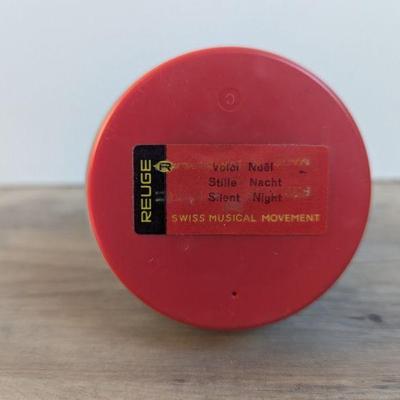 REUGE
R
Voici Noël
Stille Nacht
Silent Night
SWISS MUSICAL MOVEMENT
C